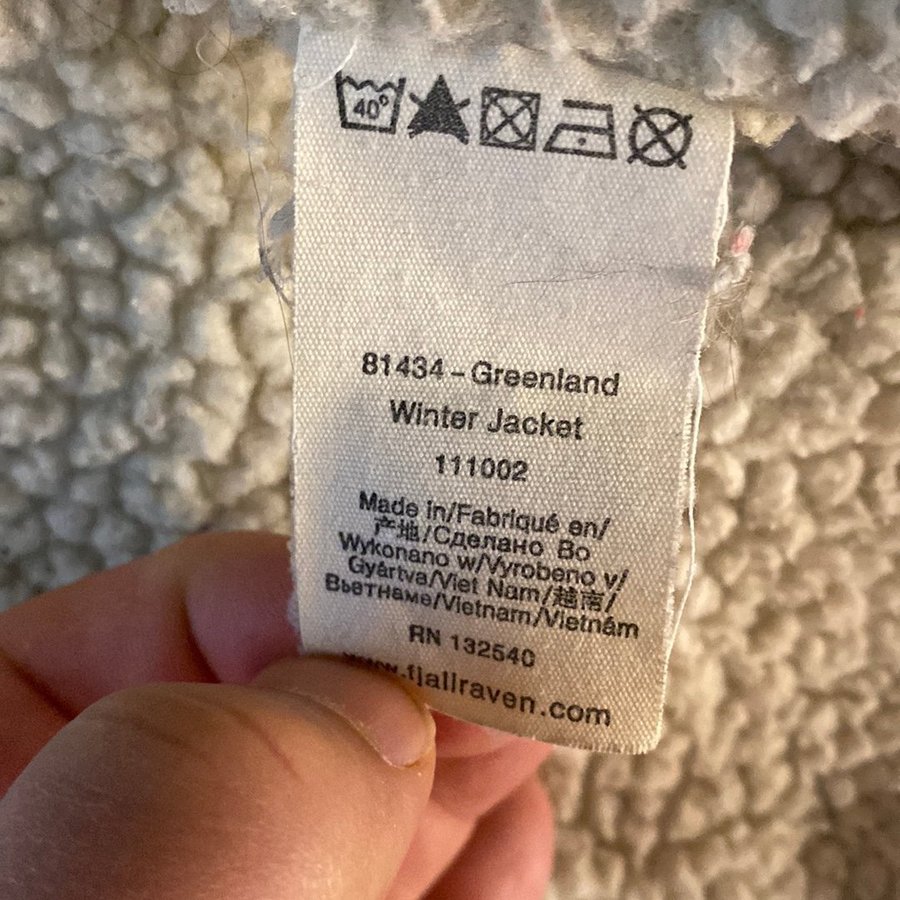 40°
81434-Greenland
Winter Jacket
111002
Made in/Fabriqué en/
产地/Сделано Во
Wykonano w/Vyrobeno v/
Gyártva/Viet Nam/越南/
Вьетнаме/Vietnam/Vietnám
RN 132540
www.fjallraven.com